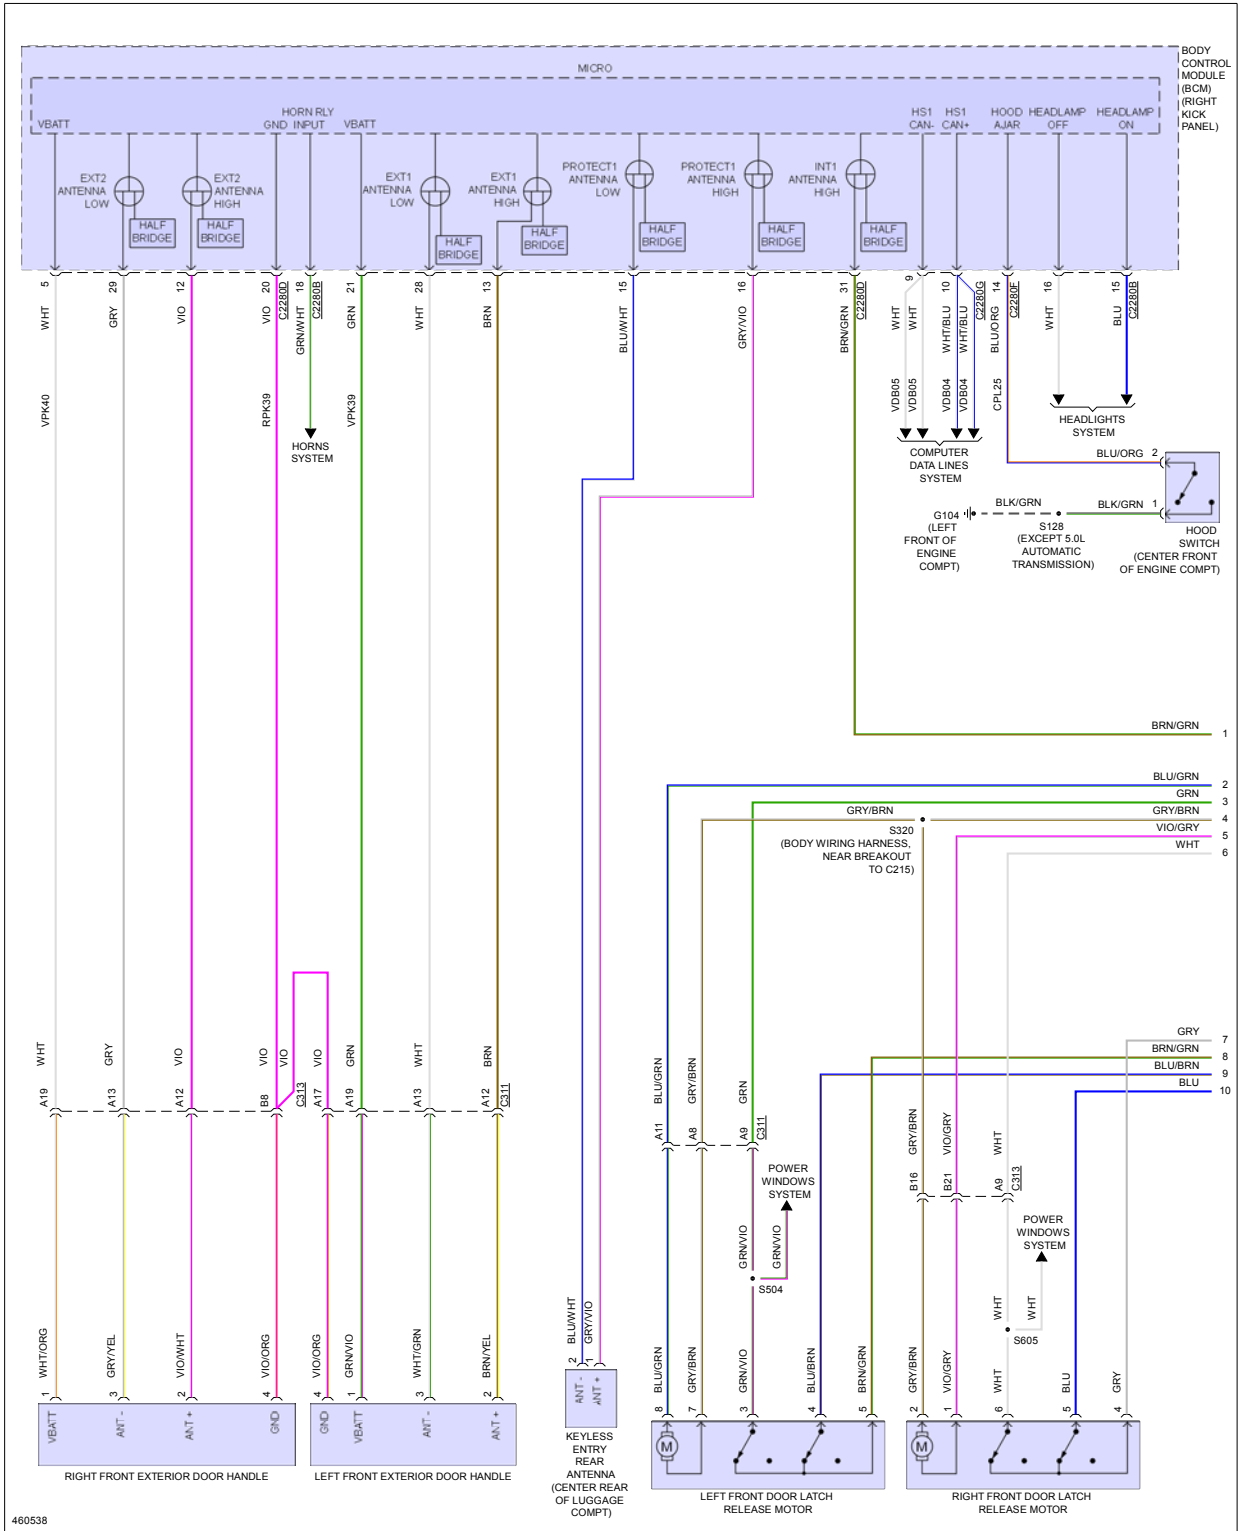 BODY
CONTROL
MODULE
(BCM)
(RIGHT
KICK
PANEL)
MICRO
VBATT
HORN RLY
GND INPUT
VBATT
HS1
CAN-
HS1
CAN+
HOOD
AJAR
HEADLAMP
OFF
HEADLAMP
ON
EXT2
ANTENNA
LOW
HALF
BRIDGE
EXT2
ANTENNA
HIGH
HALF
BRIDGE
EXT1
ANTENNA
LOW
HALF
BRIDGE
EXT1
ANTENNA
HIGH
HALF
BRIDGE
PROTECT1
ANTENNA
LOW
HALF
BRIDGE
PROTECT1
ANTENNA
HIGH
HALF
BRIDGE
INT1
ANTENNA
HIGH
HALF
BRIDGE
5
29
12
20
C2280D
18
C2280B
21
28
13
15
16
31
C2280D
9
10
C2280G
14
C2280F
16
15
C2280B
WHT
GRY
VIO
VIO
GRN/WHT
GRN
WHT
BRN
BLU/WHT
GRY/VIO
BRN/GRN
WHT
WHT
WHT/BLU
WHT/BLU
BLU/ORG
WHT
BLU
VPK40
RPK39
VPK39
VDB05
VDB05
VDB04
VDB04
CPL25
HORNS
SYSTEM
COMPUTER
DATA LINES
SYSTEM
HEADLIGHTS
SYSTEM
BLU/ORG 2
BLK/GRN
BLK/GRN 1
G104
(LEFT
FRONT OF
ENGINE
COMPT)
S128
(EXCEPT 5.0L
AUTOMATIC
TRANSMISSION)
HOOD
SWITCH
(CENTER FRONT
OF ENGINE COMPT)
BRN/GRN 1
BLU/GRN 2
GRN 3
GRY/BRN
GRY/BRN 4
VIO/GRY 5
WHT 6
S320
(BODY WIRING HARNESS,
NEAR BREAKOUT
TO C215)
GRY 7
BRN/GRN 8
BLU/BRN 9
BLU 10
WHT
GRY
VIO
VIO
VIO
VIO
GRN
WHT
BRN
A19
A13
A12
B8
C313
A17
A19
A13
A12
C311
BLU/GRN
GRY/BRN
GRN
A11
A8
A9
C311
GRY/BRN
VIO/GRY
WHT
B16
B21
A9
C313
POWER
WINDOWS
SYSTEM
GRN/VIO
GRN/VIO
S504
POWER
WINDOWS
SYSTEM
WHT
WHT
S605
WHT/ORG
GRY/YEL
VIO/WHT
VIO/ORG
VIO/ORG
GRN/VIO
WHT/GRN
BRN/YEL
BLU/WHT
GRY/VIO
BLU/GRN
GRY/BRN
GRN/VIO
BLU/BRN
BRN/GRN
GRY/BRN
VIO/GRY
WHT
BLU
GRY
1
3
2
4
4
1
3
2
2
1
8
7
3
4
5
2
1
6
5
4
VBATT
ANT -
ANT +
GND
GND
VBATT
ANT -
ANT +
ANT -
ANT +
M
M
RIGHT FRONT EXTERIOR DOOR HANDLE
LEFT FRONT EXTERIOR DOOR HANDLE
KEYLESS
ENTRY
REAR
ANTENNA
(CENTER REAR
OF LUGGAGE
COMPT)
LEFT FRONT DOOR LATCH
RELEASE MOTOR
RIGHT FRONT DOOR LATCH
RELEASE MOTOR
460538